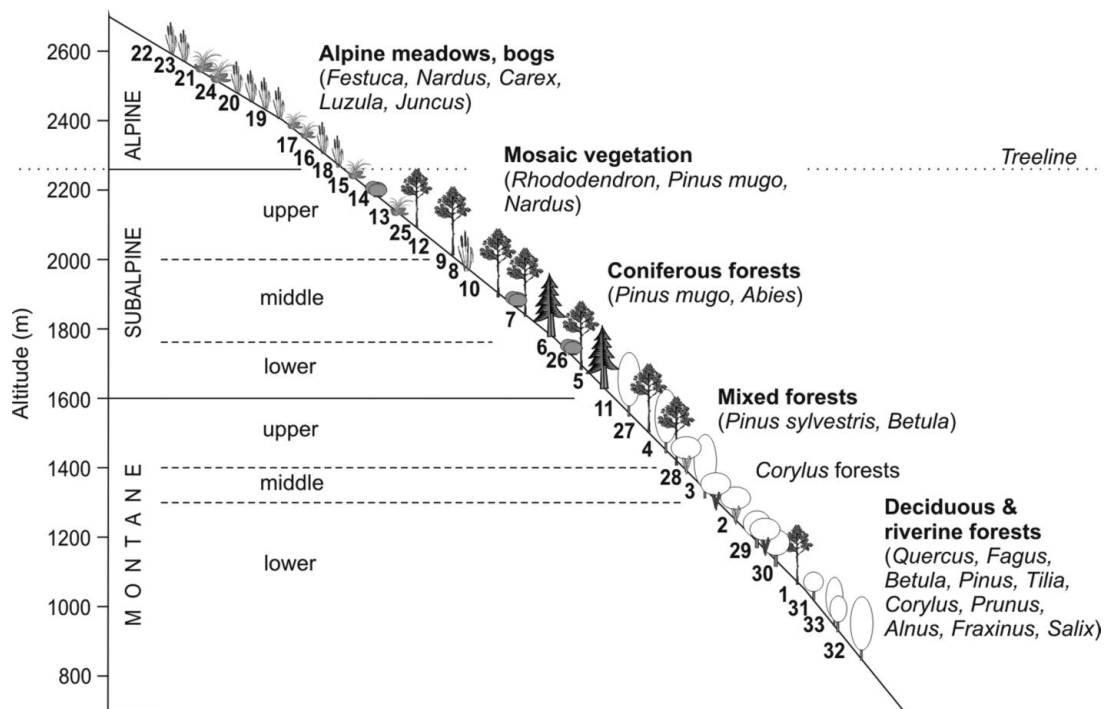 2600
2400
2200
2000
1800
1600
1400
1200
1000
800
Altitude (m)
ALPINE
SUBALPINE
MONTANE
upper
middle
lower
upper
middle
lower
Alpine meadows, bogs
(Festuca, Nardus, Carex,
Luzula, Juncus)
Treeline
Mosaic vegetation
(Rhododendron, Pinus mugo,
Nardus)
Coniferous forests
(Pinus mugo, Abies)
Mixed forests
(Pinus sylvestris, Betula)
Corylus forests
Deciduous &
riverine forests
(Quercus, Fagus,
Betula, Pinus, Tilia,
Corylus, Prunus,
Alnus, Fraxinus, Salix)
22
23
21
24
20
19
17
16
18
15
14
13
25
12
9
8
10
7
6
26
5
11
27
4
28
3
2
29
30
1
31
33
32